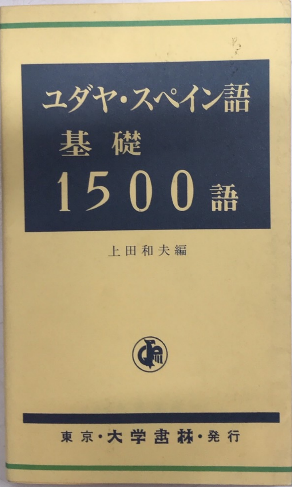 ユダヤ・スペイン語
基礎
1500語
上田和夫編
東京・大学書林・発行